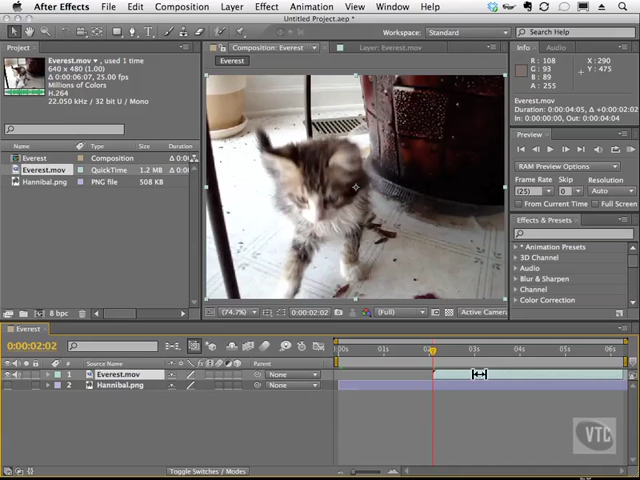 After Effects File Edit Composition Layer Effect Animation View Window Help
Untitled Project.aep *
Workspace: Standard Search Help
Project
Everest.mov
640 x 480 (1.00)
Δ 0:00:06:07, 25.00 fps
Millions of Colors
H.264
22.050 kHz / 32 bit U / Mono
Name Type Size Duration
Everest Composition Δ 0:0
Everest.mov QuickTime 1.2 MB Δ 0:0
Hannibal.png PNG file 508 KB
8 bpc
Composition: Everest Layer: Everest.mov
Everest
(74.7%) 0:00:02:02 (Full) Active Camera
Info Audio
R : 108
G : 93
B : 89
A : 255
X : 290
Y : 475
Everest.mov
Duration: 0:00:04:05, Δ +0:00:02
In: 0:00:00:00, Out: 0:00:04:04
Preview
RAM Preview Options
Frame Rate Skip Resolution
(25) 0 Auto
From Current Time Full Screen
Effects & Presets
* Animation Presets
3D Channel
Audio
Blur & Sharpen
Channel
Color Correction
Everest
0:00:02:02
:00s 01s 03s 04s 05s 06s
# Source Name Parent
1 Everest.mov None
2 Hannibal.png None
Toggle Switches / Modes
VTC